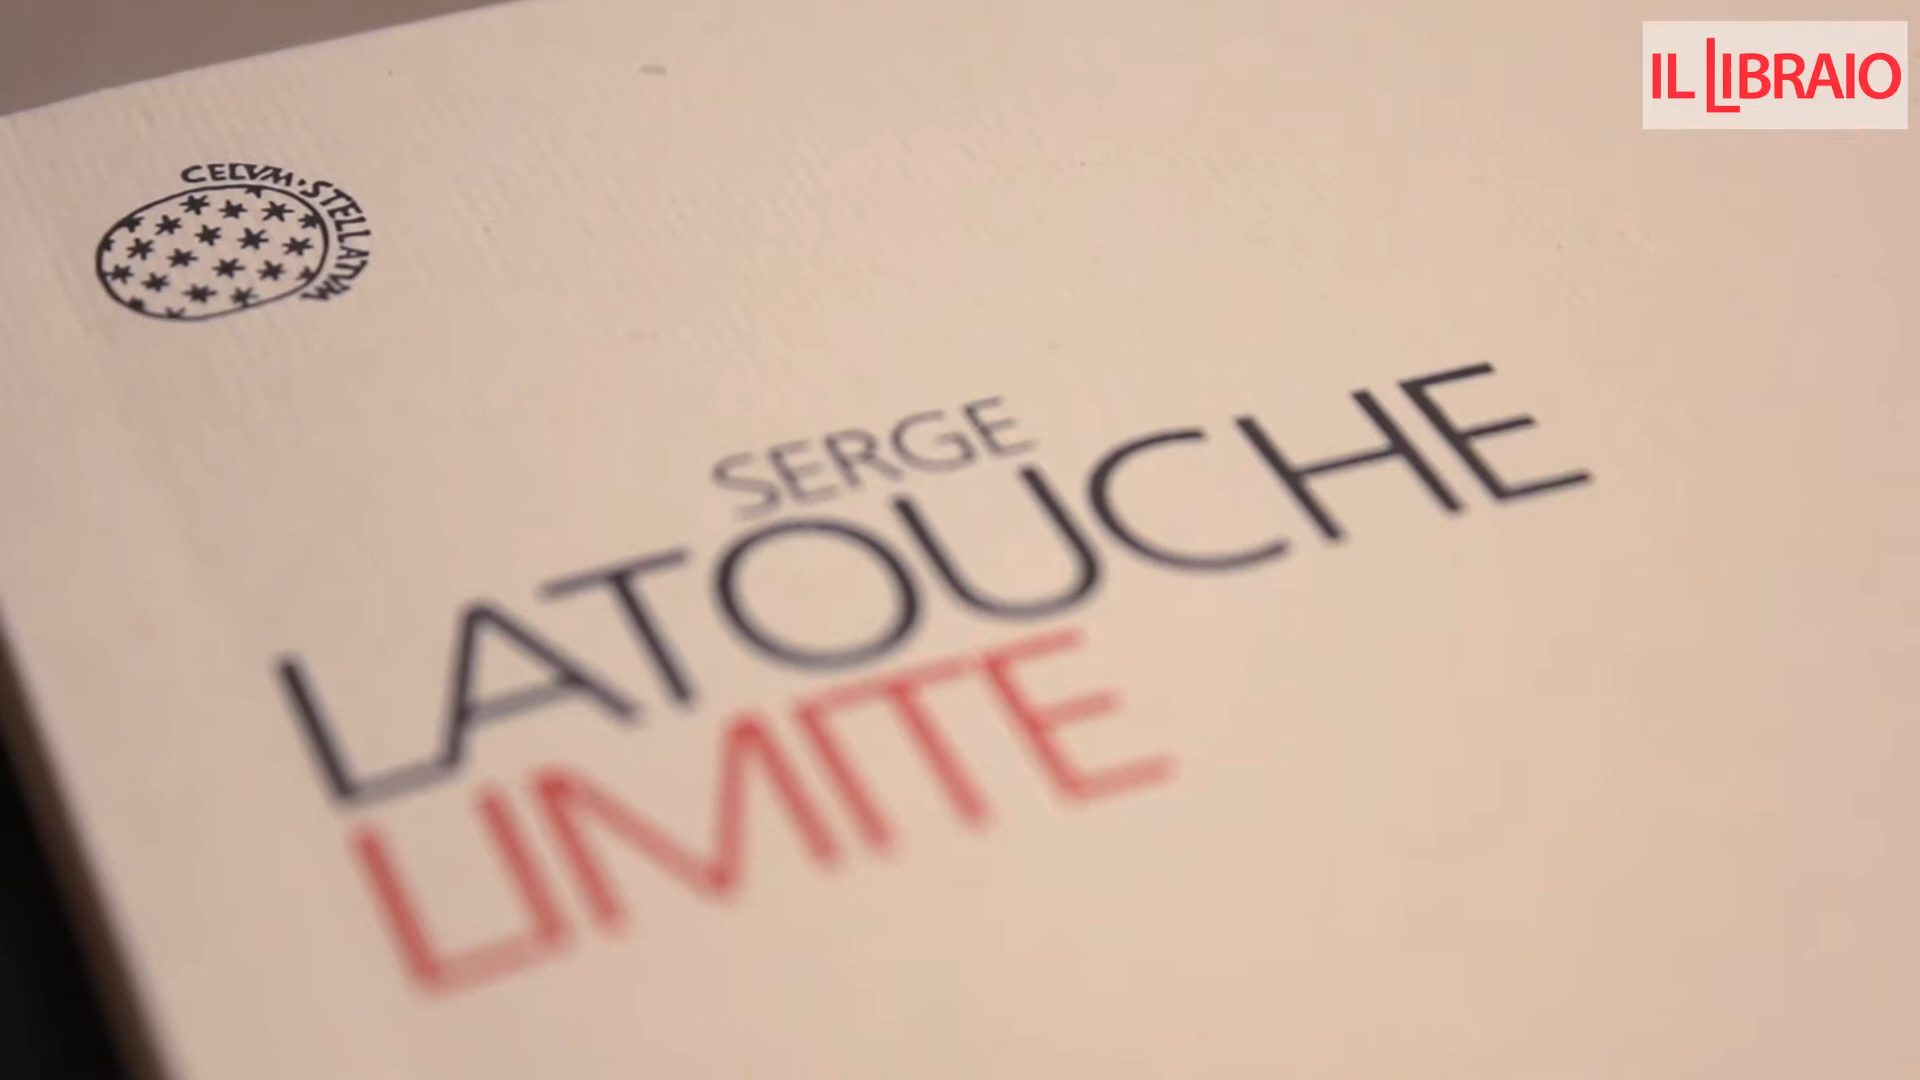 IL LIBRAIO
CELVM·STELLATVM
SERGE
LATOUCHE
LIMITE